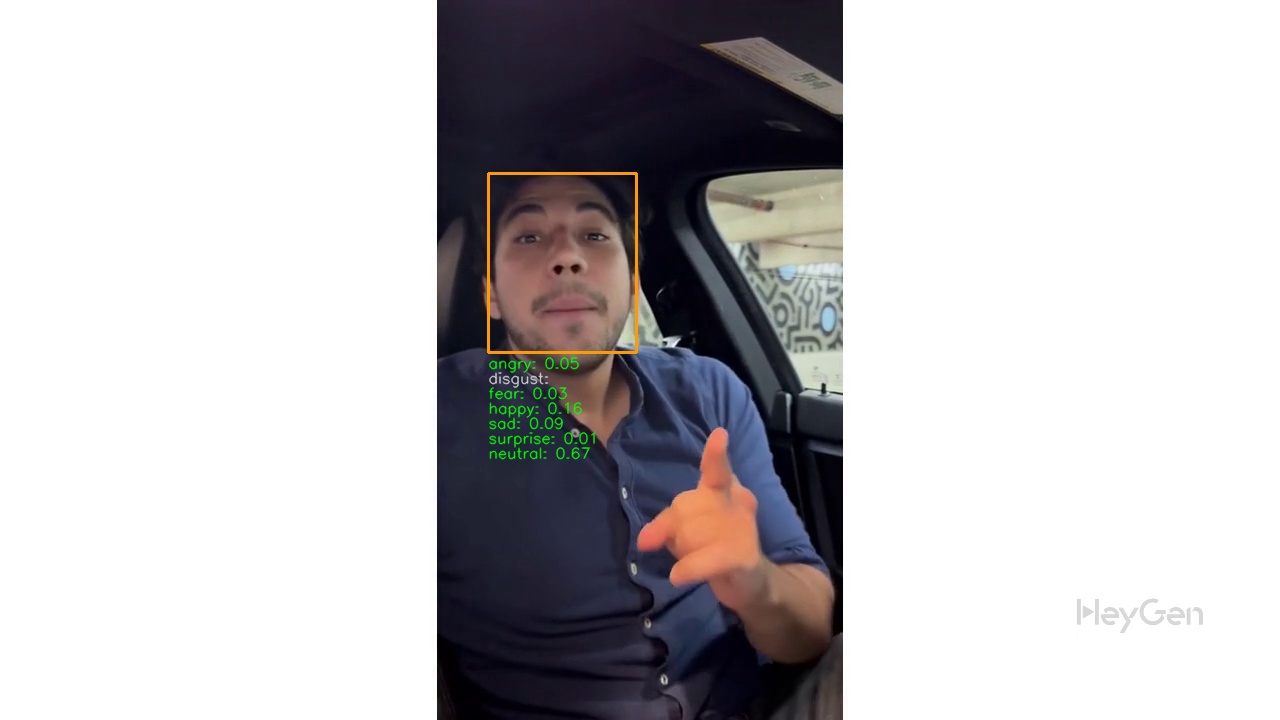 angry: 0.05
disgust:
fear: 0.03
happy: 0.16
sad: 0.09
surprise: 0.01
neutral: 0.67
HeyGen